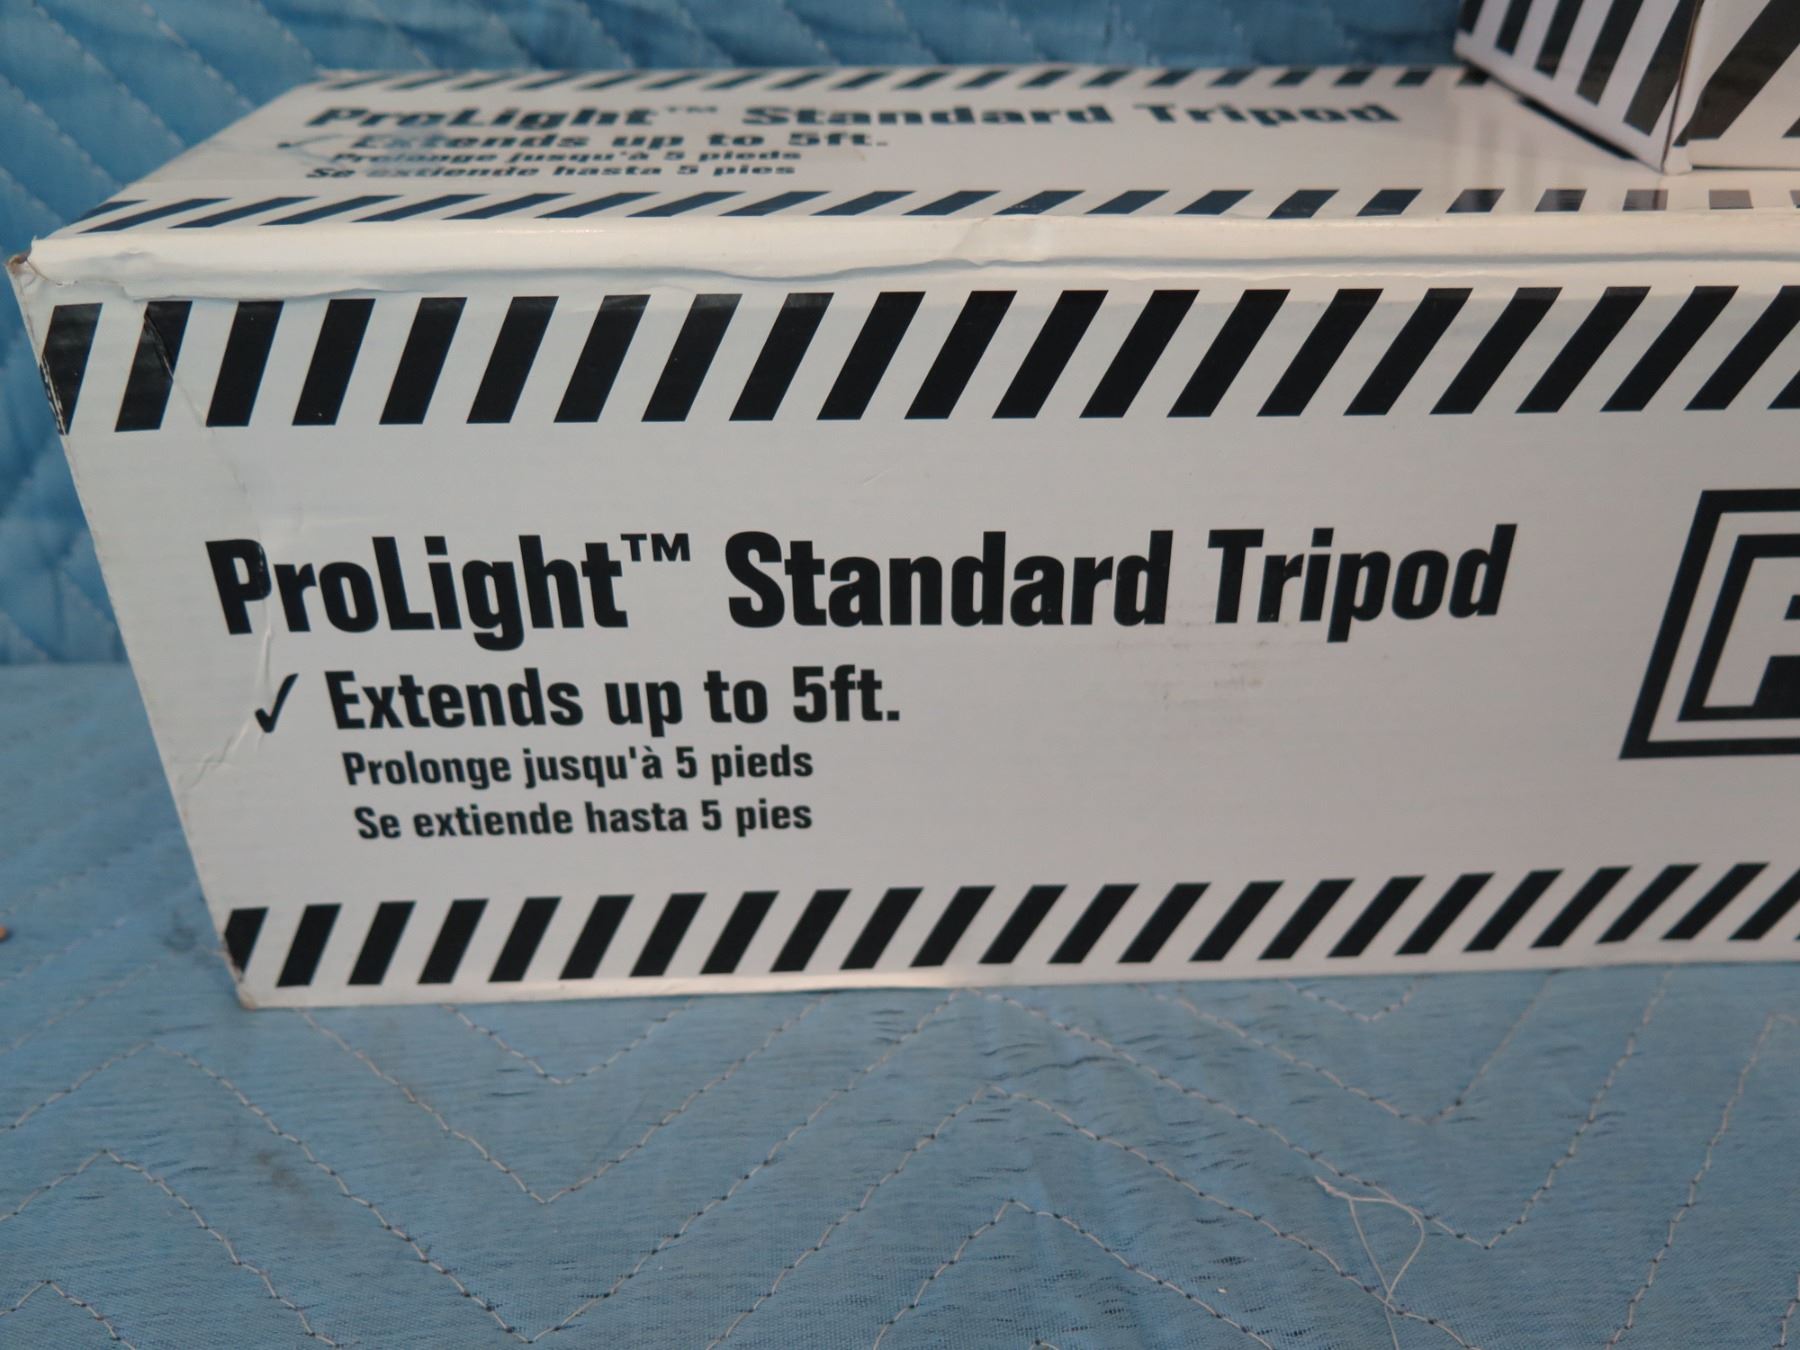 ProLight™ Standard Tripod
✓ Extends up to 5ft.
Prolonge jusqu'à 5 pieds
Se extiende hasta 5 pies
ProLight™ Standard Tripod
✓ Extends up to 5ft.
Prolonge jusqu'à 5 pieds
Se extiende hasta 5 pies